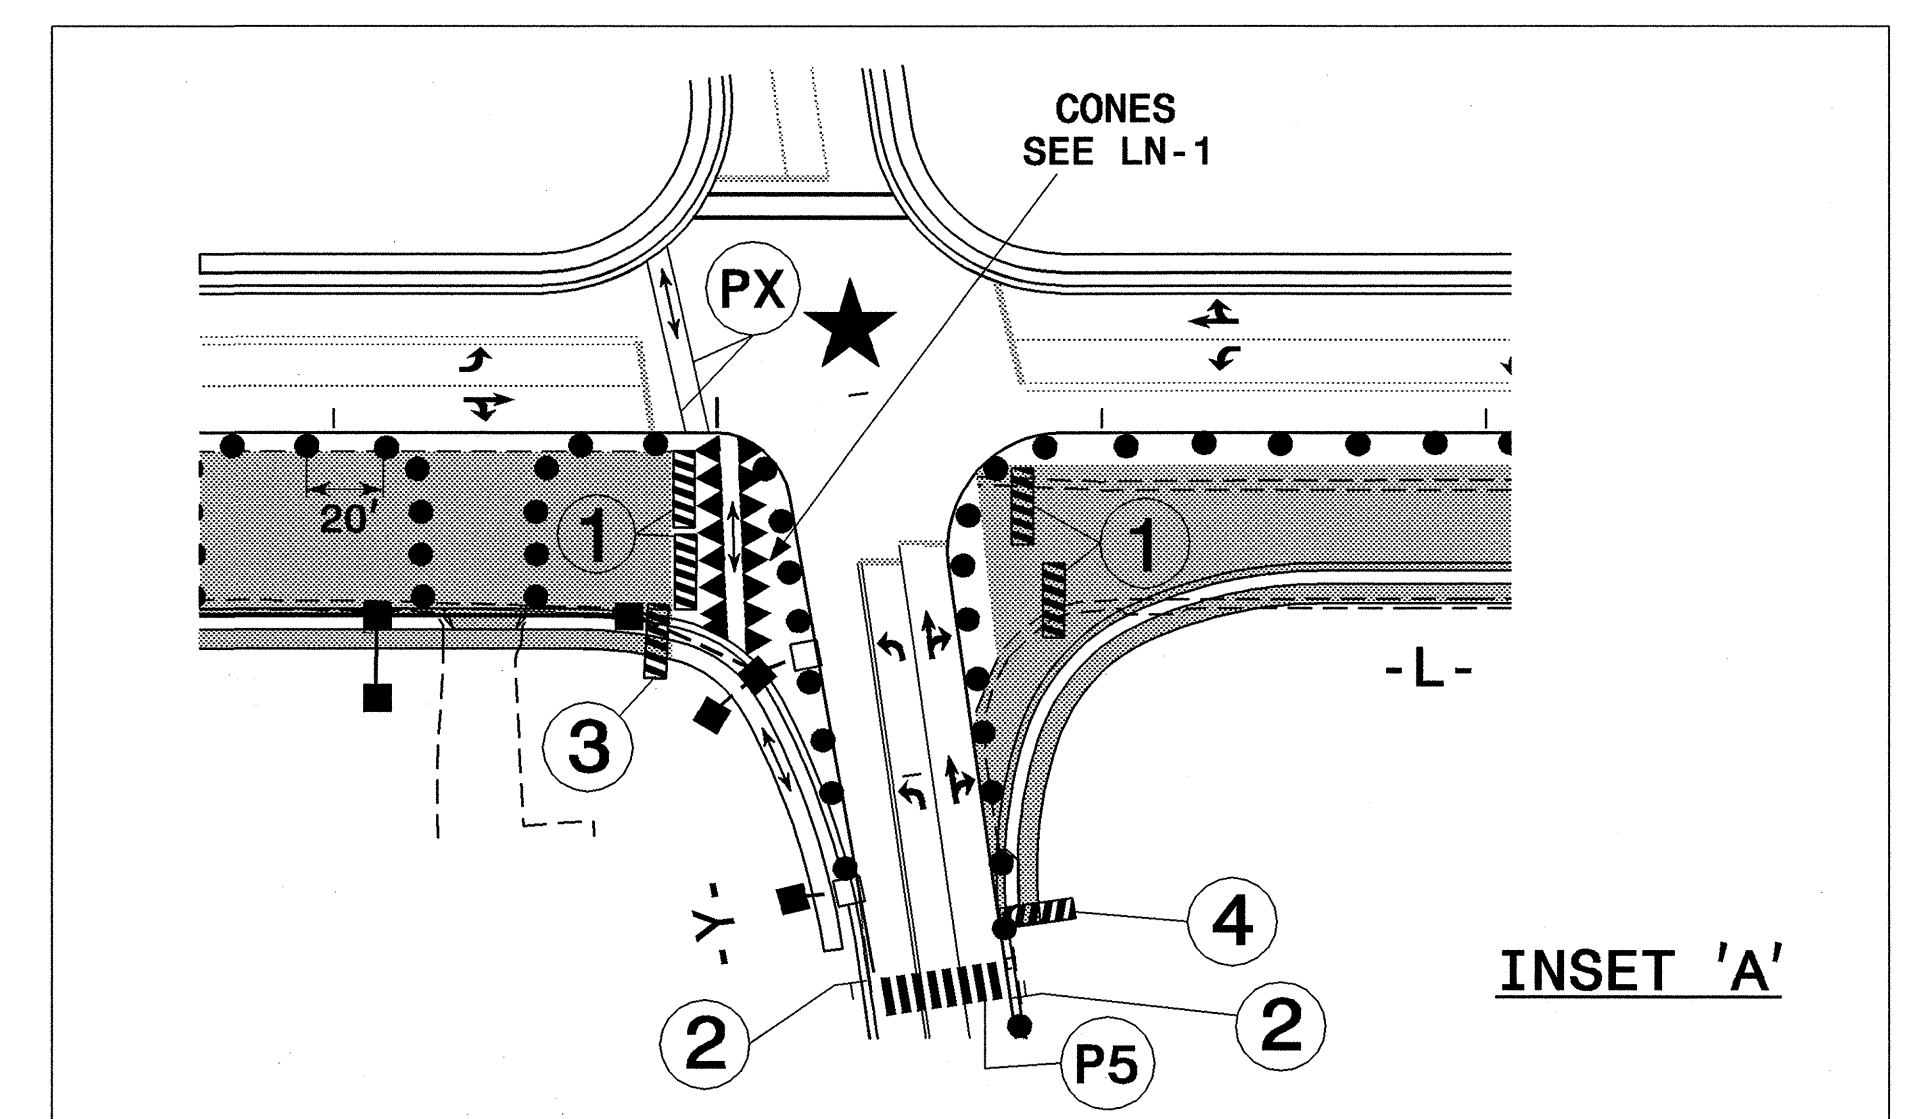 CONES
SEE LN-1
PX
20'
1
1
-L-
3
-Y-
4
INSET 'A'
2
2
P5